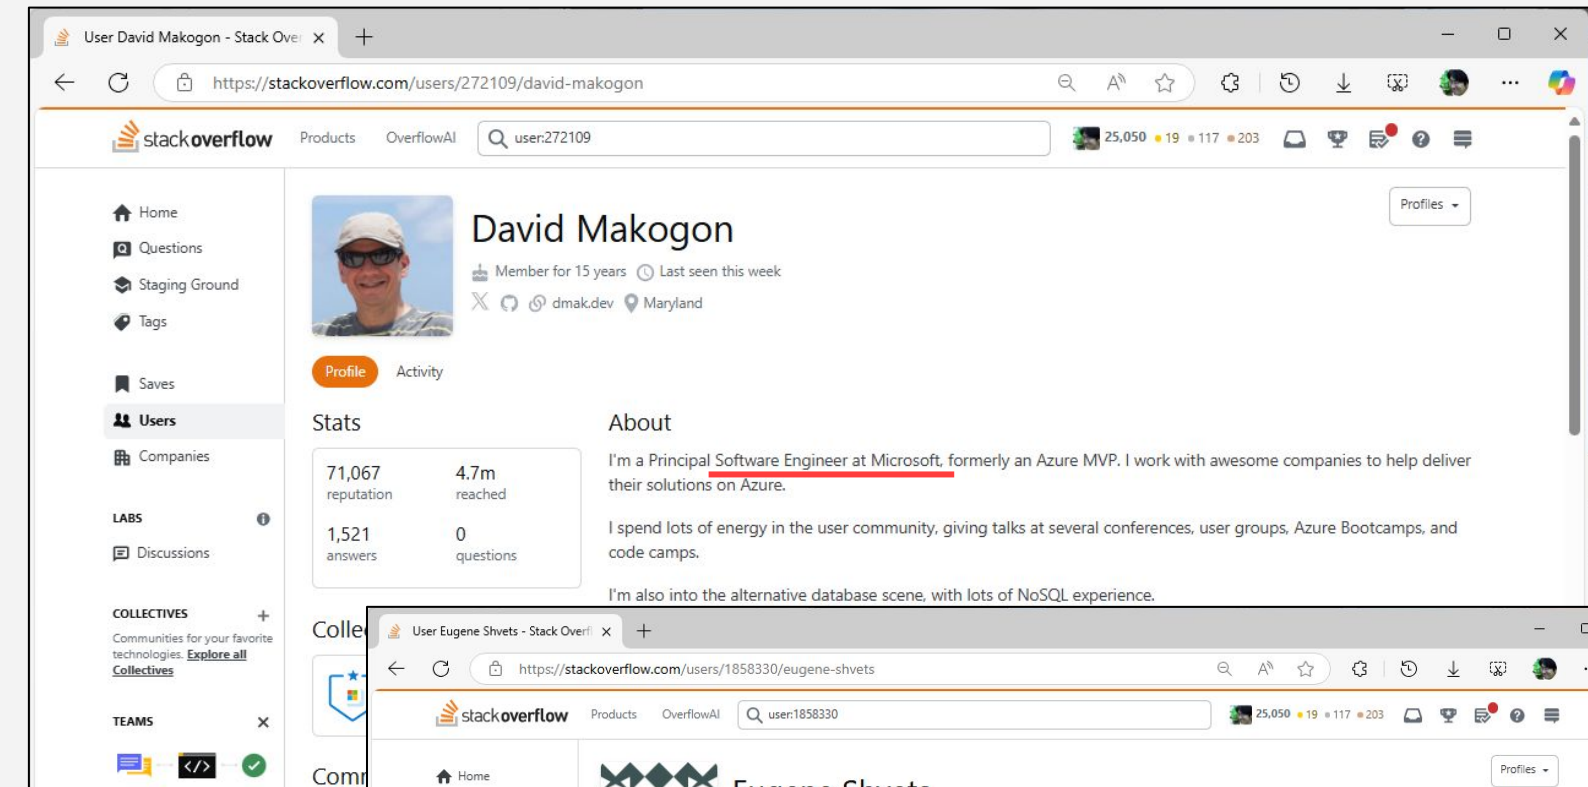 User David Makogon - Stack Over
https://stackoverflow.com/users/272109/david-makogon
stackoverflow Products OverflowAI user:272109 25,050 19 117 203
Profiles
Home
Questions
Staging Ground
Tags
Saves
Users
Companies
LABS
Discussions
COLLECTIVES
Communities for your favorite
technologies. Explore all
Collectives
TEAMS
David Makogon
Member for 15 years Last seen this week
dmak.dev Maryland
Profile Activity
Stats
71,067 4.7m
reputation reached
1,521 0
answers questions
About
I'm a Principal Software Engineer at Microsoft, formerly an Azure MVP. I work with awesome companies to help deliver
their solutions on Azure.
I spend lots of energy in the user community, giving talks at several conferences, user groups, Azure Bootcamps, and
code camps.
I'm also into the alternative database scene, with lots of NoSQL experience.
Colle
Comm
User Eugene Shvets - Stack Overfl
https://stackoverflow.com/users/1858330/eugene-shvets
stackoverflow Products OverflowAI user:1858330 25,050 19 117 203
Home
Eugene Shvets
Profiles